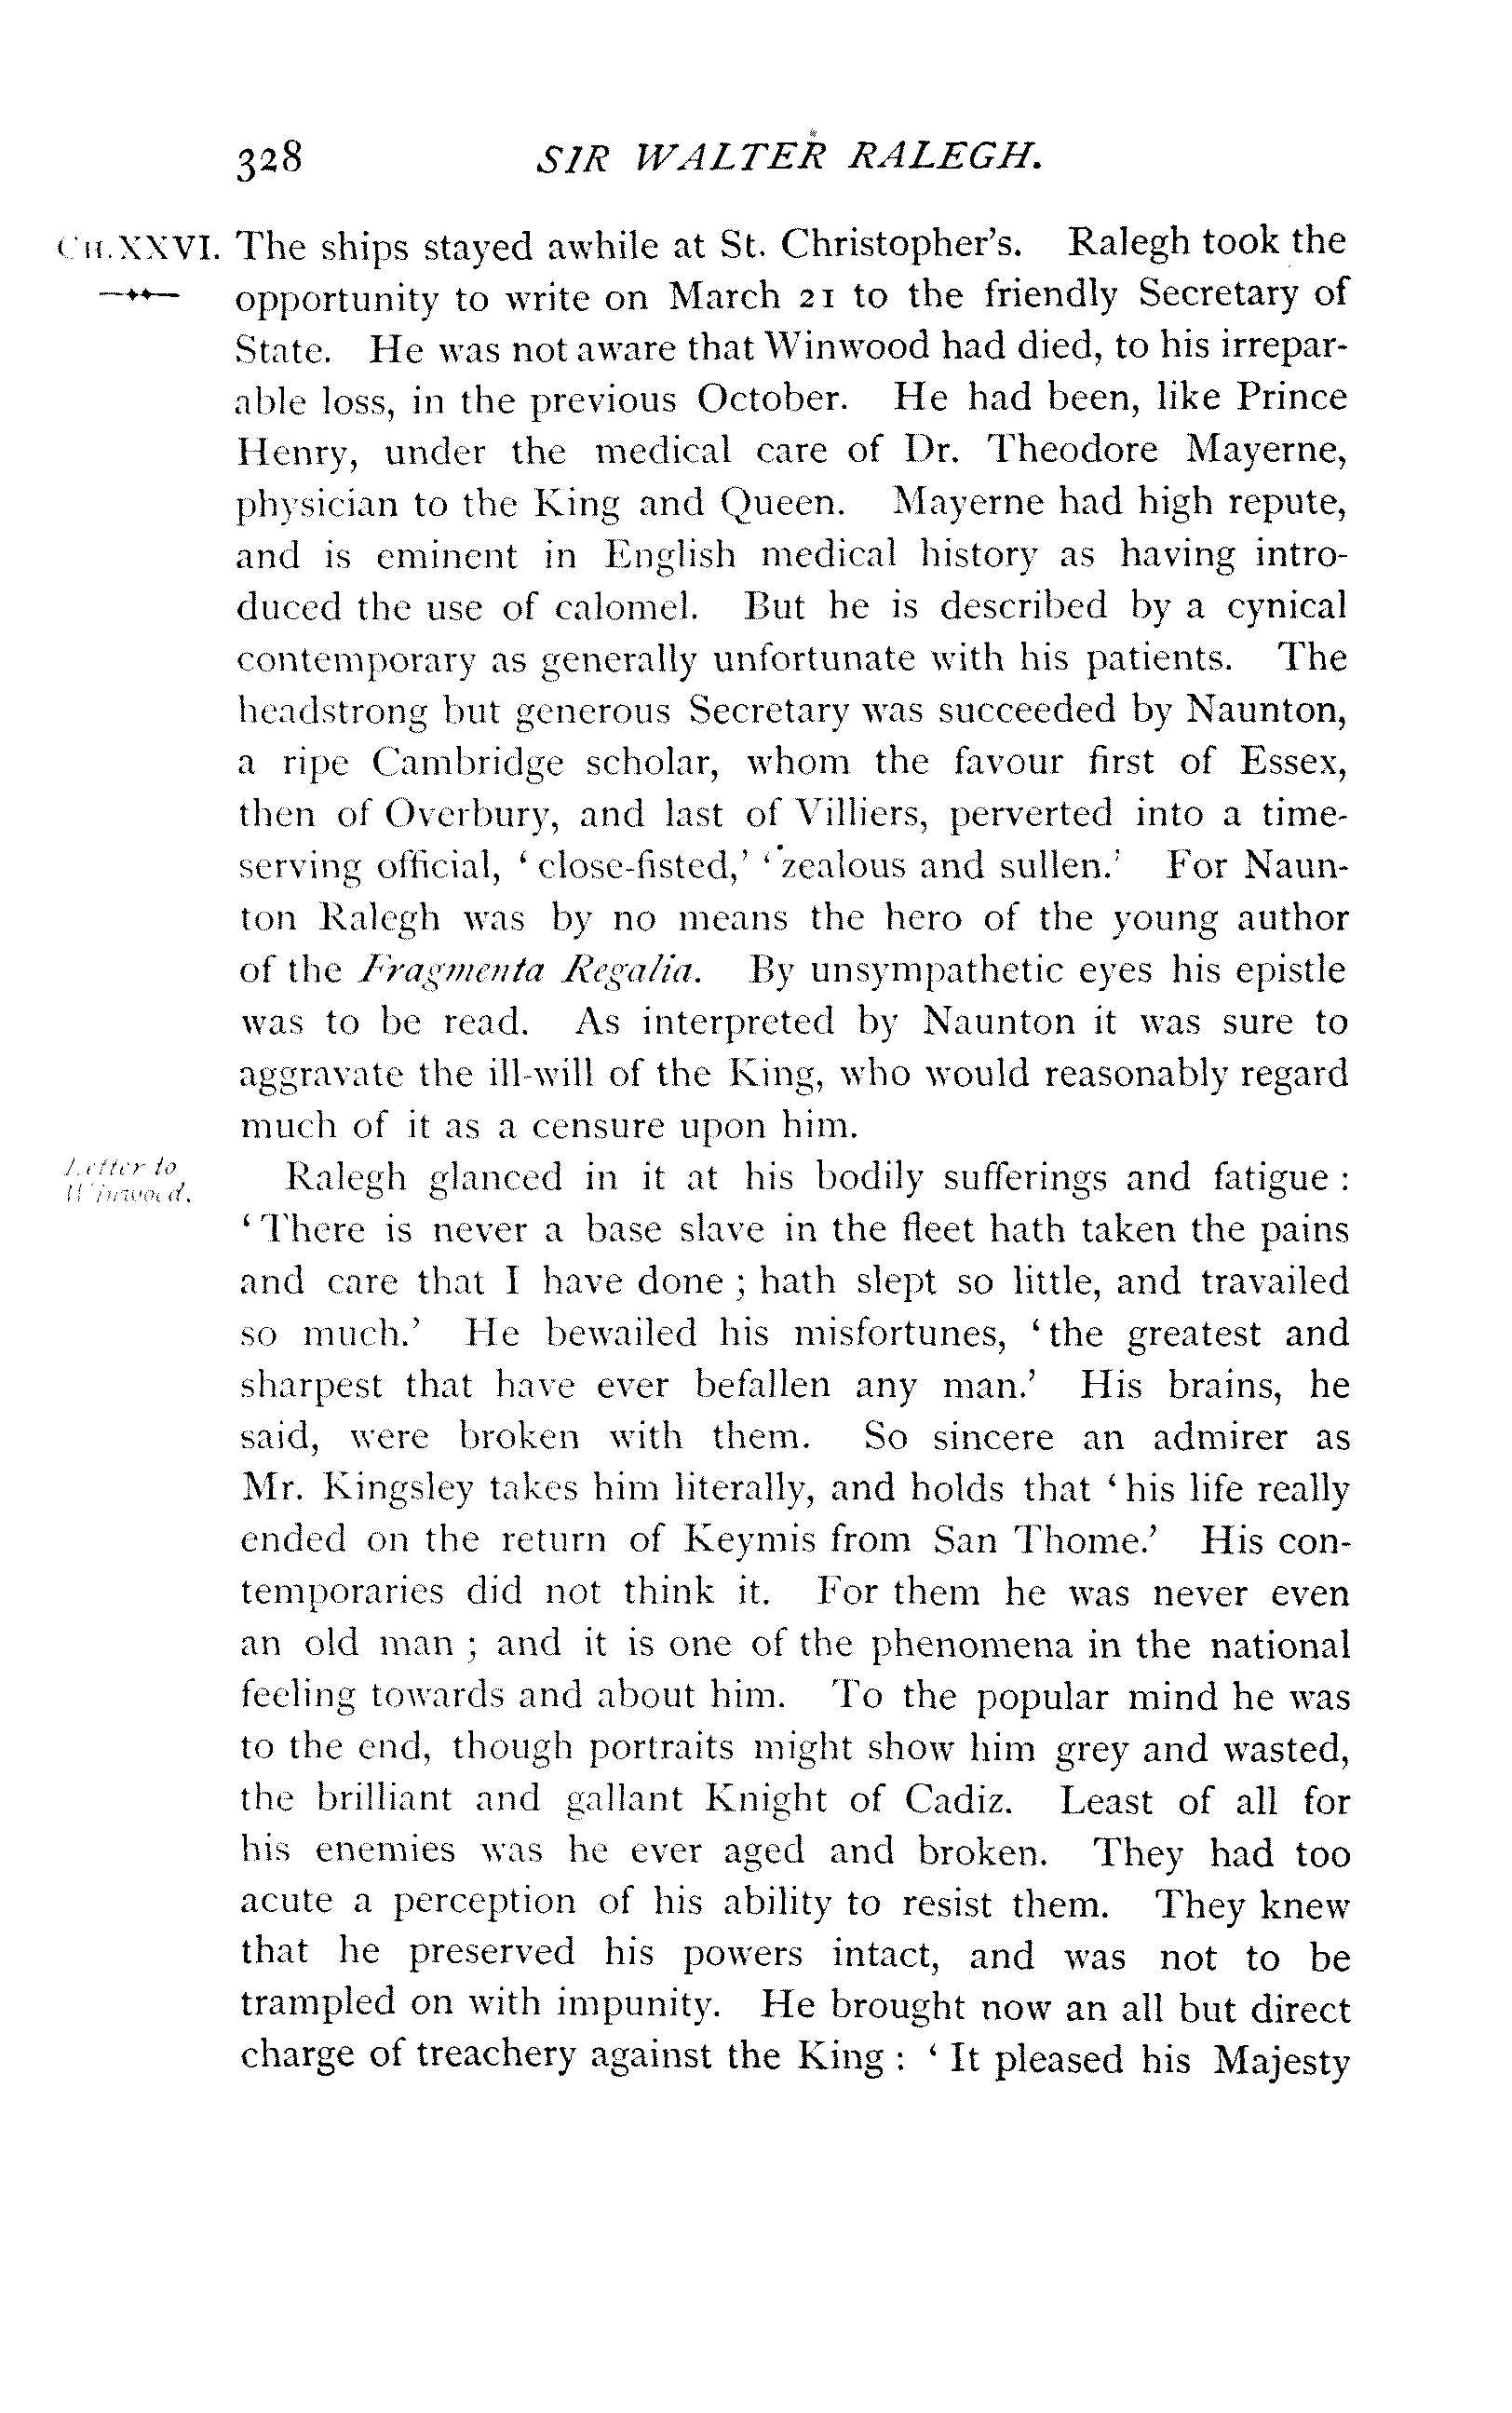 328 SIR WALTER RALEGH.
CH. XXVI. The ships stayed awhile at St. Christopher's. Ralegh took the
opportunity to write on March 21 to the friendly Secretary of
State. He was not aware that Winwood had died, to his irrepar-
able loss, in the previous October. He had been, like Prince
Henry, under the medical care of Dr. Theodore Mayerne,
physician to the King and Queen. Mayerne had high repute,
and is eminent in English medical history as having intro-
duced the use of calomel. But he is described by a cynical
contemporary as generally unfortunate with his patients. The
headstrong but generous Secretary was succeeded by Naunton,
a ripe Cambridge scholar, whom the favour first of Essex,
then of Overbury, and last of Villiers, perverted into a time-
serving official, ‘close-fisted,’ ‘zealous and sullen.’ For Naun-
ton Ralegh was by no means the hero of the young author
of the Fragmenta Regalia. By unsympathetic eyes his epistle
was to be read. As interpreted by Naunton it was sure to
aggravate the ill-will of the King, who would reasonably regard
much of it as a censure upon him.
Letter to
Winwood.
Ralegh glanced in it at his bodily sufferings and fatigue :
‘There is never a base slave in the fleet hath taken the pains
and care that I have done ; hath slept so little, and travailed
so much.’ He bewailed his misfortunes, ‘the greatest and
sharpest that have ever befallen any man.’ His brains, he
said, were broken with them. So sincere an admirer as
Mr. Kingsley takes him literally, and holds that ‘his life really
ended on the return of Keymis from San Thome.’ His con-
temporaries did not think it. For them he was never even
an old man ; and it is one of the phenomena in the national
feeling towards and about him. To the popular mind he was
to the end, though portraits might show him grey and wasted,
the brilliant and gallant Knight of Cadiz. Least of all for
his enemies was he ever aged and broken. They had too
acute a perception of his ability to resist them. They knew
that he preserved his powers intact, and was not to be
trampled on with impunity. He brought now an all but direct
charge of treachery against the King : ‘It pleased his Majesty